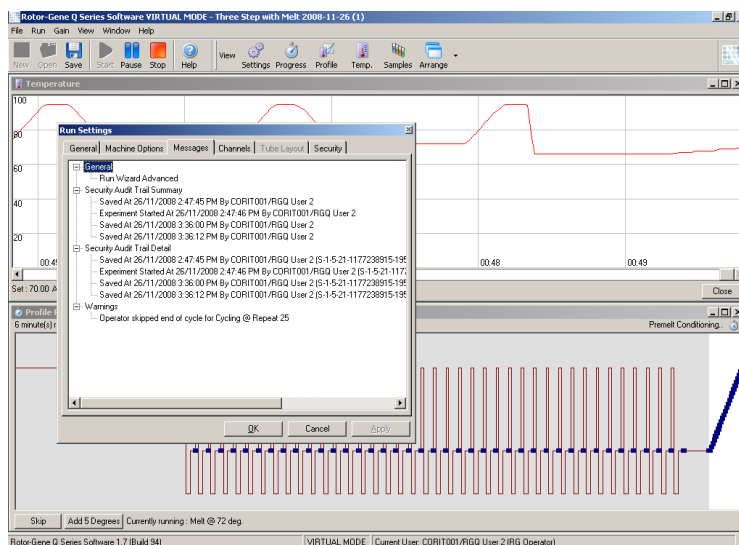 Rotor-Gene Q Series Software VIRTUAL MODE - Three Step with Melt 2008-11-26 (1)
File Run Gain View Window Help
New Open Save Start Pause Stop Help View Settings Progress Profile Temp. Samples Arrange
Temperature
100
80
60
40
20
00:48
00:49
Set : 70.00
Close
Run Settings
General Machine Options Messages Channels Tube Layout Security
General
Run Wizard Advanced
Security Audit Trail Summary
Saved At 26/11/2008 2:47:45 PM By CORIT001/RGQ User 2
Experiment Started At 26/11/2008 2:47:46 PM By CORIT001/RGQ User 2
Saved At 26/11/2008 3:36:00 PM By CORIT001/RGQ User 2
Saved At 26/11/2008 3:36:12 PM By CORIT001/RGQ User 2
Security Audit Trail Detail
Saved At 26/11/2008 2:47:45 PM By CORIT001/RGQ User 2 (S-1-5-21-1177238915-195
Experiment Started At 26/11/2008 2:47:46 PM By CORIT001/RGQ User 2 (S-1-5-21-1177
Saved At 26/11/2008 3:36:00 PM By CORIT001/RGQ User 2 (S-1-5-21-1177238915-195
Saved At 26/11/2008 3:36:12 PM By CORIT001/RGQ User 2 (S-1-5-21-1177238915-195
Warnings
Operator skipped end of cycle for Cycling @ Repeat 25
OK Cancel Apply
Profile
6 minute(s)
Premelt Conditioning..
Skip Add 5 Degrees Currently running : Melt @ 72 deg.
Rotor-Gene Q Series Software 1.7 (Build 94) VIRTUAL MODE Current User: CORIT001/RGQ User 2 (RG Operator)